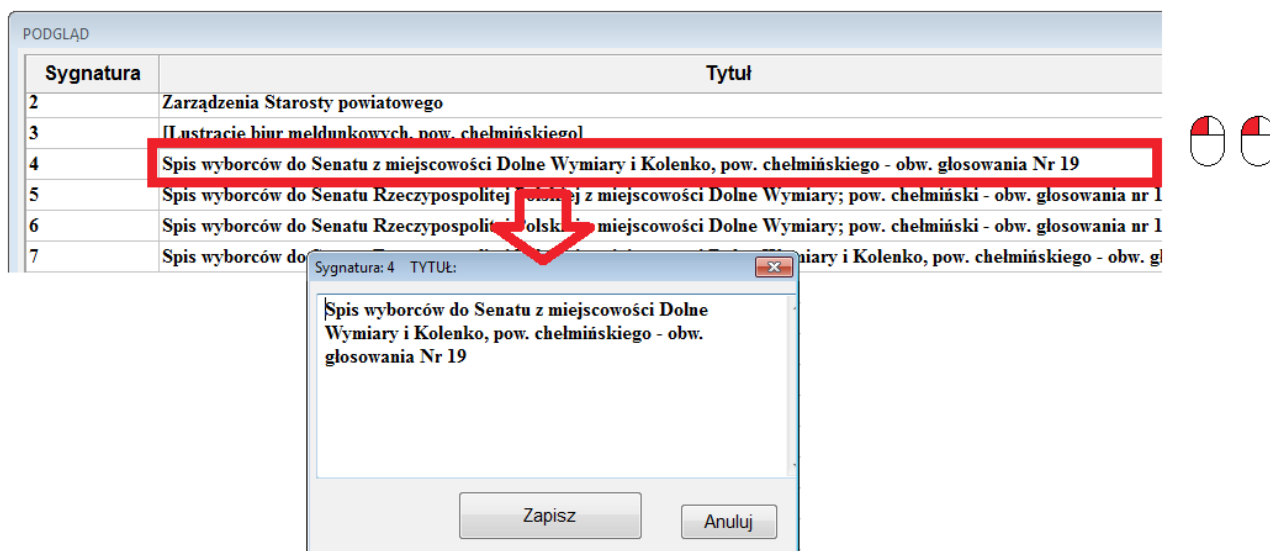 PODGLĄD
Sygnatura Tytuł
2 Zarządzenia Starosty powiatowego
3 [Lustracje biur meldunkowych, pow. chełmińskiego]
4 Spis wyborców do Senatu z miejscowości Dolne Wymiary i Kolenko, pow. chełmińskiego - obw. głosowania Nr 19
5 Spis wyborców do Senatu Rzeczypospolitej Polskiej z miejscowości Dolne Wymiary; pow. chełmiński - obw. głosowania nr 1
6 Spis wyborców do Senatu Rzeczypospolitej Polskiej miejscowości Dolne Wymiary; pow. chełmiński - obw. głosowania nr 1
7 Spis wyborców do i Kolenko, pow. chełmińskiego - obw.
Sygnatura: 4 TYTUŁ:
Spis wyborców do Senatu z miejscowości Dolne
Wymiary i Kolenko, pow. chełmińskiego - obw.
głosowania Nr 19
Zapisz
Anuluj